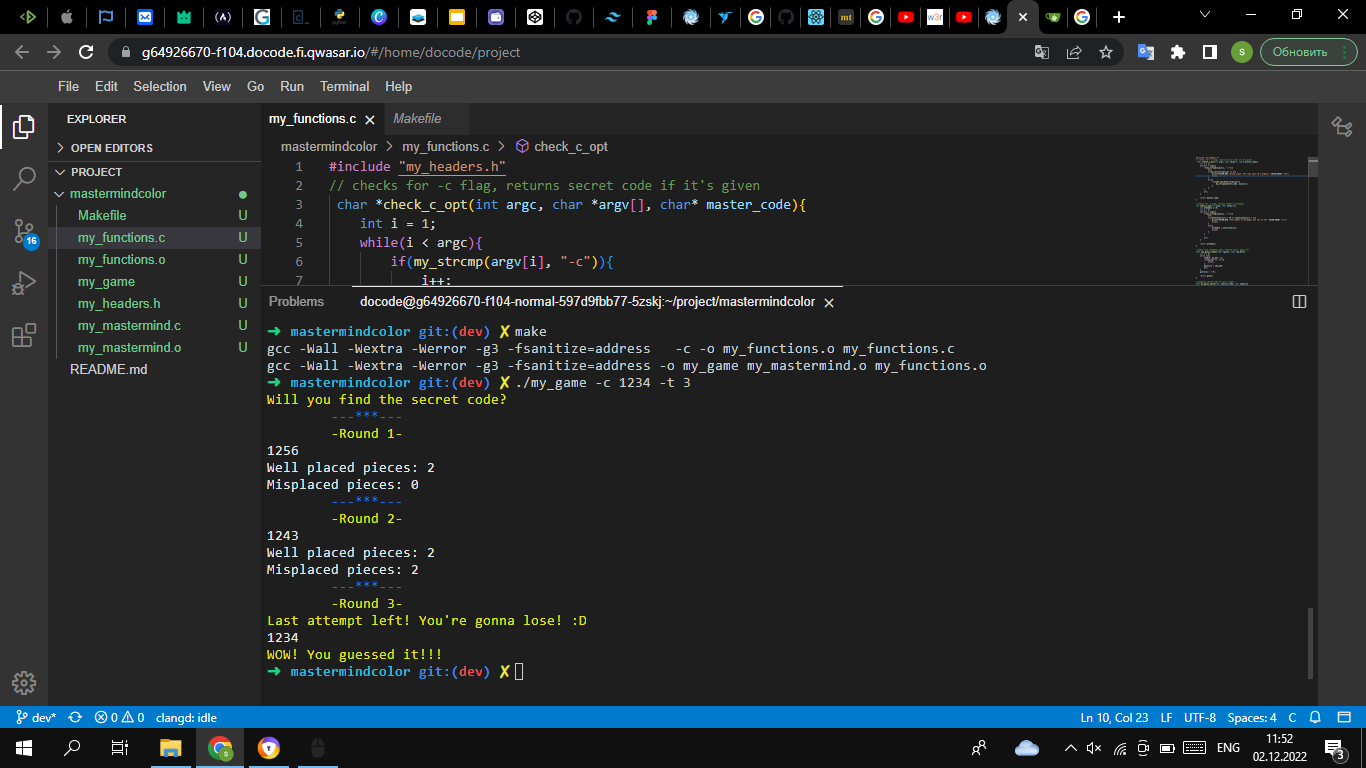 g64926670-f104.docode.fi.qwasar.io/#/home/docode/project
S
Обновить
File Edit Selection View Go Run Terminal Help
EXPLORER
OPEN EDITORS
PROJECT
mastermindcolor
Makefile U
my_functions.c U
my_functions.o U
my_game U
my_headers.h U
my_mastermind.c U
my_mastermind.o U
README.md
16
my_functions.c Makefile
mastermindcolor > my_functions.c > check_c_opt
1 #include "my_headers.h"
2 // checks for -c flag, returns secret code if it's given
3 char *check_c_opt(int argc, char *argv[], char* master_code){
4 int i = 1;
5 while(i < argc){
6 if(my_strcmp(argv[i], "-c")){
7 i++;
Problems docode@g64926670-f104-normal-597d9fbb77-5zskj:~/project/mastermindcolor
➜ mastermindcolor git:(dev) ✗ make
gcc -Wall -Wextra -Werror -g3 -fsanitize=address   -c -o my_functions.o my_functions.c
gcc -Wall -Wextra -Werror -g3 -fsanitize=address -o my_game my_mastermind.o my_functions.o
➜ mastermindcolor git:(dev) ✗ ./my_game -c 1234 -t 3
Will you find the secret code?
---***---
-Round 1-
1256
Well placed pieces: 2
Misplaced pieces: 0
---***---
-Round 2-
1243
Well placed pieces: 2
Misplaced pieces: 2
---***---
-Round 3-
Last attempt left! You're gonna lose! :D
1234
WOW! You guessed it!!!
➜ mastermindcolor git:(dev) ✗
dev* 0 0 clangd: idle Ln 10, Col 23 LF UTF-8 Spaces: 4 C
ENG
11:52
02.12.2022
3